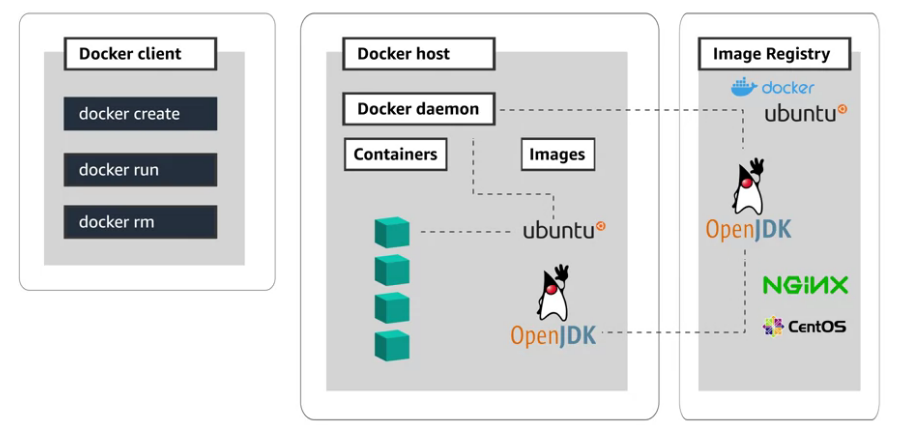 Docker client
docker create
docker run
docker rm
Docker host
Docker daemon
Containers
Images
ubuntu
OpenJDK
Image Registry
docker
ubuntu
OpenJDK
NGiNX
CentOS